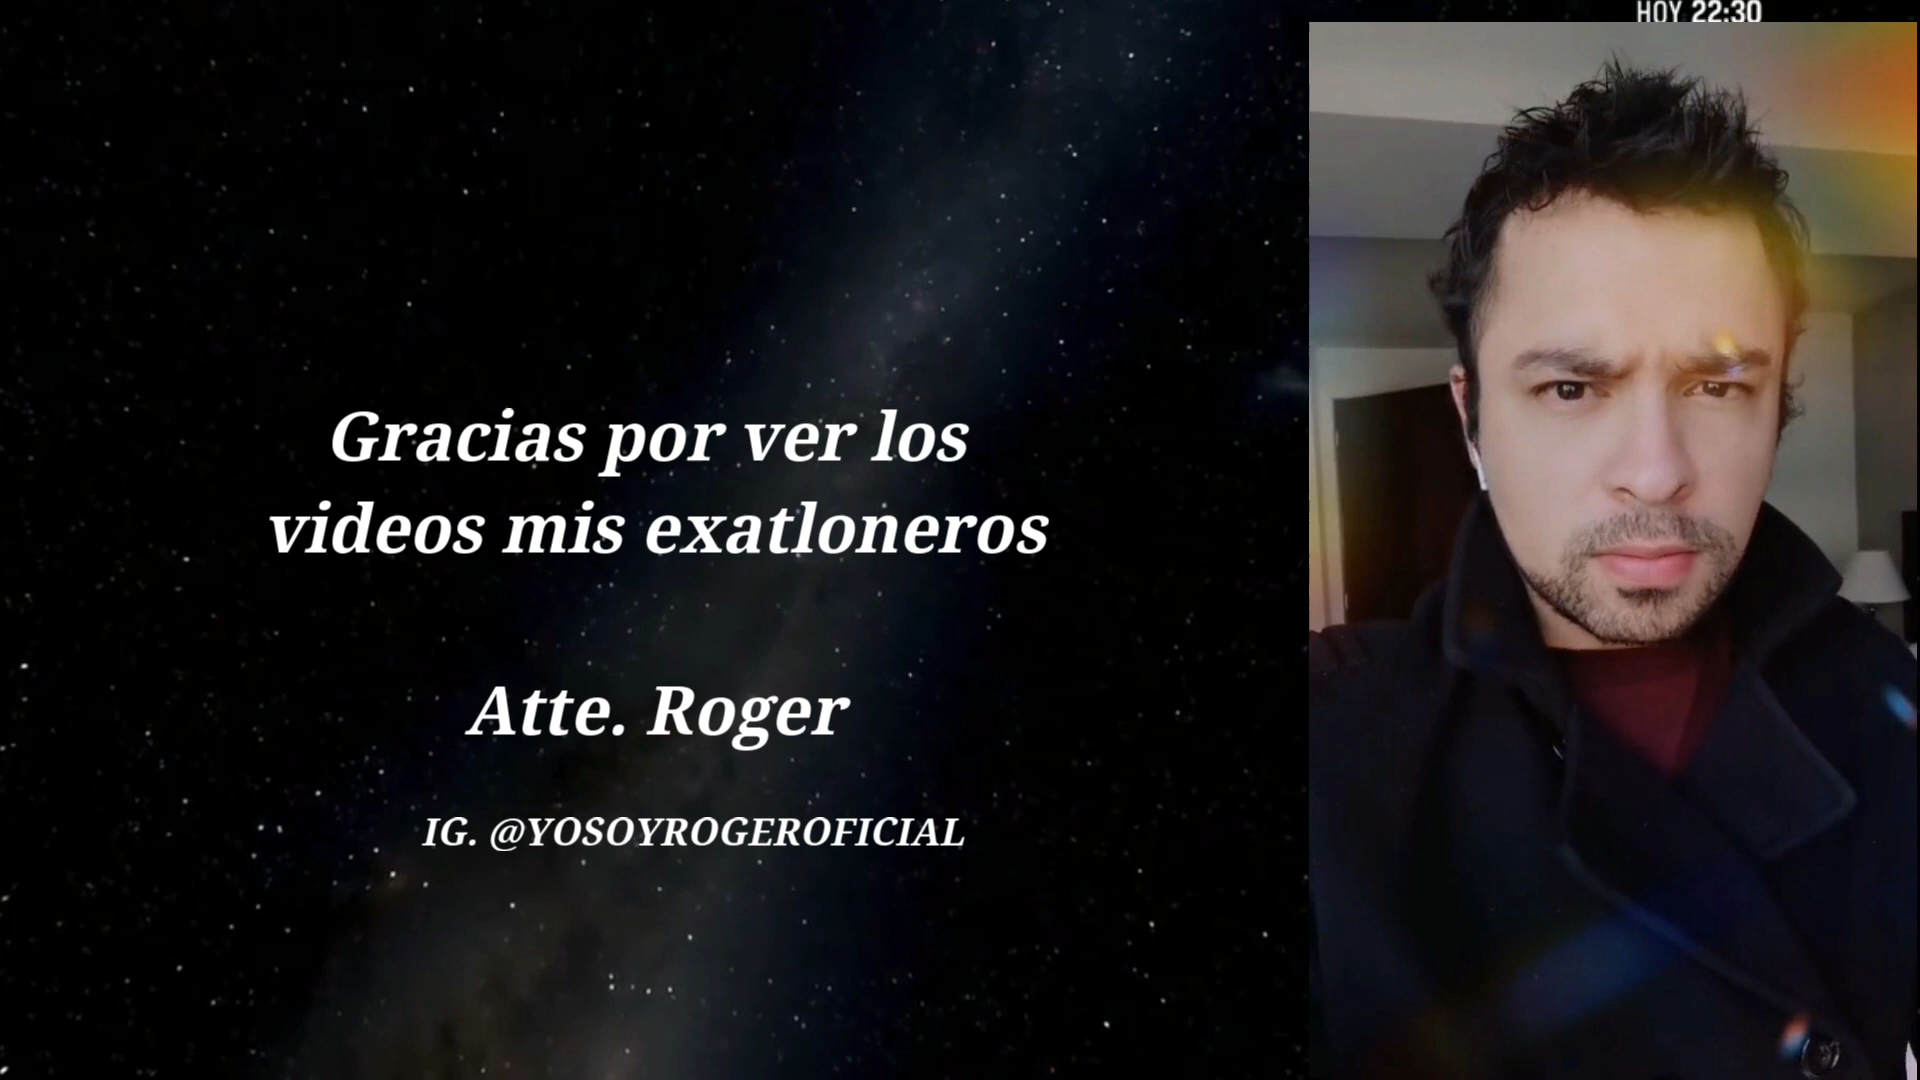 HOY 22:30
Gracias por ver los
videos mis exatloneros
Atte. Roger
IG. @YOSOYROGEROFICIAL